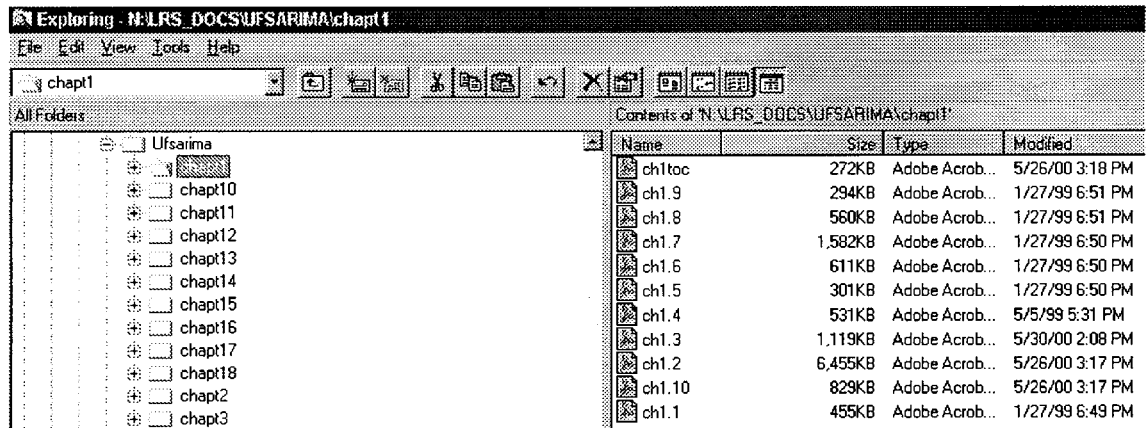 Exploring - N:\LRS_DOCS\UFSARIMA\chapt1
File Edit View Tools Help
chapt1
All Folders
Contents of 'N:\LRS_DOCS\UFSARIMA\chapt1'
Ufsarima
chapt10
chapt11
chapt12
chapt13
chapt14
chapt15
chapt16
chapt17
chapt18
chapt2
chapt3
Name Size Type Modified
ch1toc 272KB Adobe Acrob... 5/26/00 3:18 PM
ch1.9 294KB Adobe Acrob... 1/27/99 6:51 PM
ch1.8 560KB Adobe Acrob... 1/27/99 6:51 PM
ch1.7 1,582KB Adobe Acrob... 1/27/99 6:50 PM
ch1.6 611KB Adobe Acrob... 1/27/99 6:50 PM
ch1.5 301KB Adobe Acrob... 1/27/99 6:50 PM
ch1.4 531KB Adobe Acrob... 5/5/99 5:31 PM
ch1.3 1,119KB Adobe Acrob... 5/30/00 2:08 PM
ch1.2 6,455KB Adobe Acrob... 5/26/00 3:17 PM
ch1.10 829KB Adobe Acrob... 5/26/00 3:17 PM
ch1.1 455KB Adobe Acrob... 1/27/99 6:49 PM